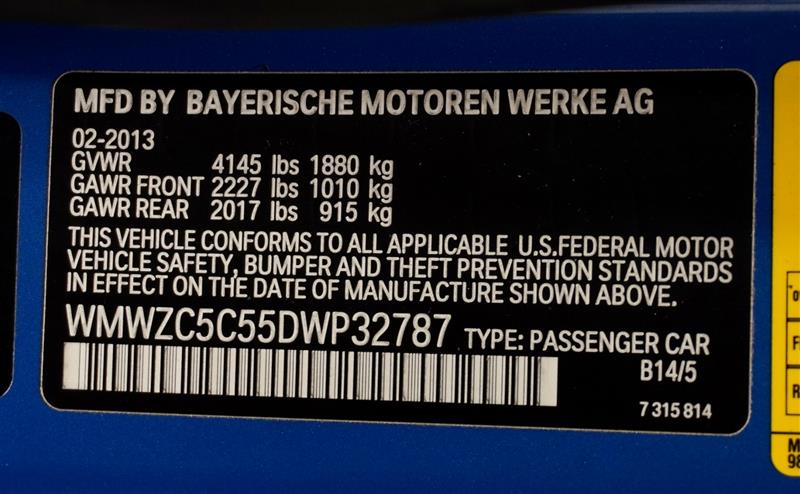 MFD BY BAYERISCHE MOTOREN WERKE AG
02-2013
GVWR 4145 lbs 1880 kg
GAWR FRONT 2227 lbs 1010 kg
GAWR REAR 2017 lbs 915 kg
THIS VEHICLE CONFORMS TO ALL APPLICABLE U.S.FEDERAL MOTOR
VEHICLE SAFETY, BUMPER AND THEFT PREVENTION STANDARDS
IN EFFECT ON THE DATE OF MANUFACTURE SHOWN ABOVE.
WMWZC5C55DWP32787 TYPE: PASSENGER CAR
B14/5
7 315 814